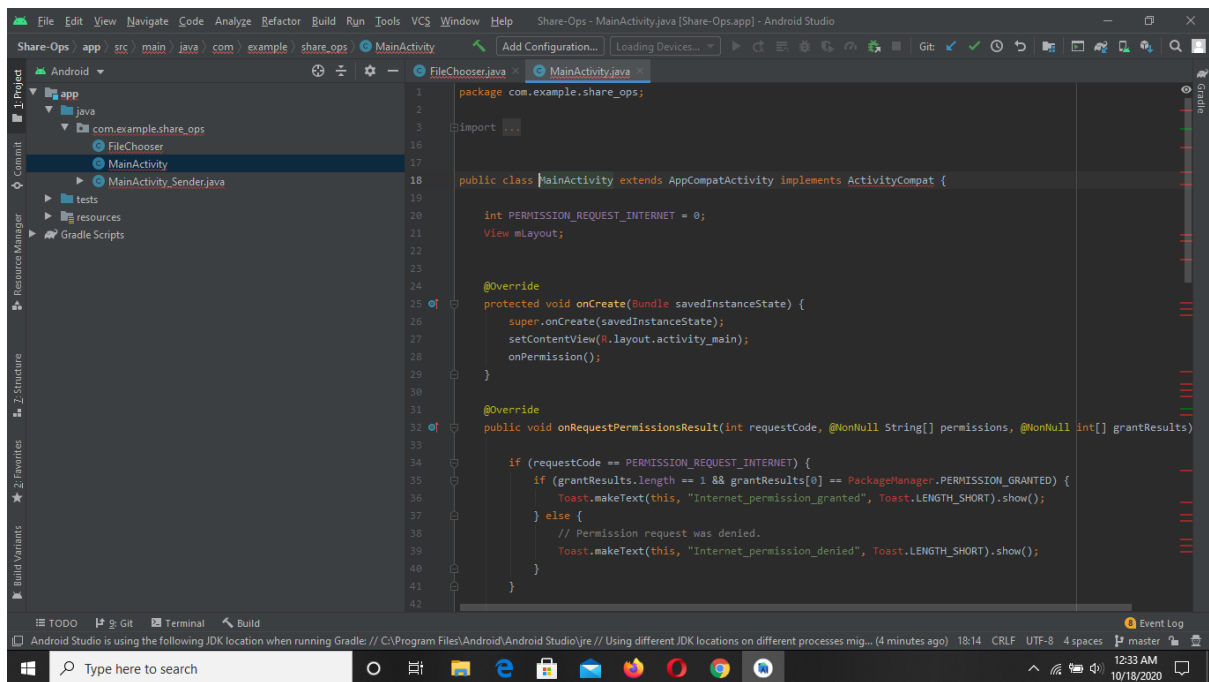 File Edit View Navigate Code Analyze Refactor Build Run Tools VCS Window Help Share-Ops - MainActivity.java [Share-Ops.app] - Android Studio
Share-Ops app src main java com example share_ops MainActivity Add Configuration... Loading Devices... Git:
Android FileChooser.java MainActivity.java
1: Project
Commit
Resource Manager
Z: Structure
2: Favorites
Build Variants
Gradle
app
java
com.example.share_ops
FileChooser
MainActivity
MainActivity_Sender.java
tests
resources
Gradle Scripts
1 package com.example.share_ops;
2
3 import ...
16
17
18 public class MainActivity extends AppCompatActivity implements ActivityCompat {
19
20 int PERMISSION_REQUEST_INTERNET = 0;
21 View mLayout;
22
23
24 @Override
25 protected void onCreate(Bundle savedInstanceState) {
26 super.onCreate(savedInstanceState);
27 setContentView(R.layout.activity_main);
28 onPermission();
29 }
30
31 @Override
32 public void onRequestPermissionsResult(int requestCode, @NonNull String[] permissions, @NonNull int[] grantResults)
33
34 if (requestCode == PERMISSION_REQUEST_INTERNET) {
35 if (grantResults.length == 1 && grantResults[0] == PackageManager.PERMISSION_GRANTED) {
36 Toast.makeText(this, "Internet_permission_granted", Toast.LENGTH_SHORT).show();
37 } else {
38 // Permission request was denied.
39 Toast.makeText(this, "Internet_permission_denied", Toast.LENGTH_SHORT).show();
40 }
41 }
42
TODO 9: Git Terminal Build 8 Event Log
Android Studio is using the following JDK location when running Gradle: // C:\Program Files\Android\Android Studio\jre // Using different JDK locations on different processes mig... (4 minutes ago) 18:14 CRLF UTF-8 4 spaces master
Type here to search 12:33 AM
10/18/2020